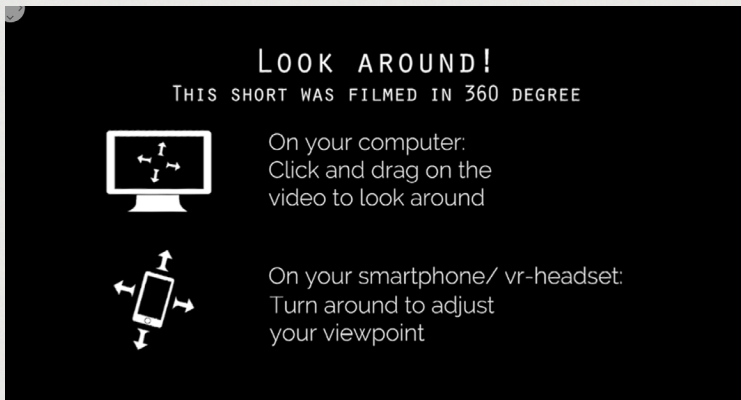 LOOK AROUND!
THIS SHORT WAS FILMED IN 360 DEGREE
On your computer:
Click and drag on the
video to look around
On your smartphone/ vr-headset:
Turn around to adjust
your viewpoint